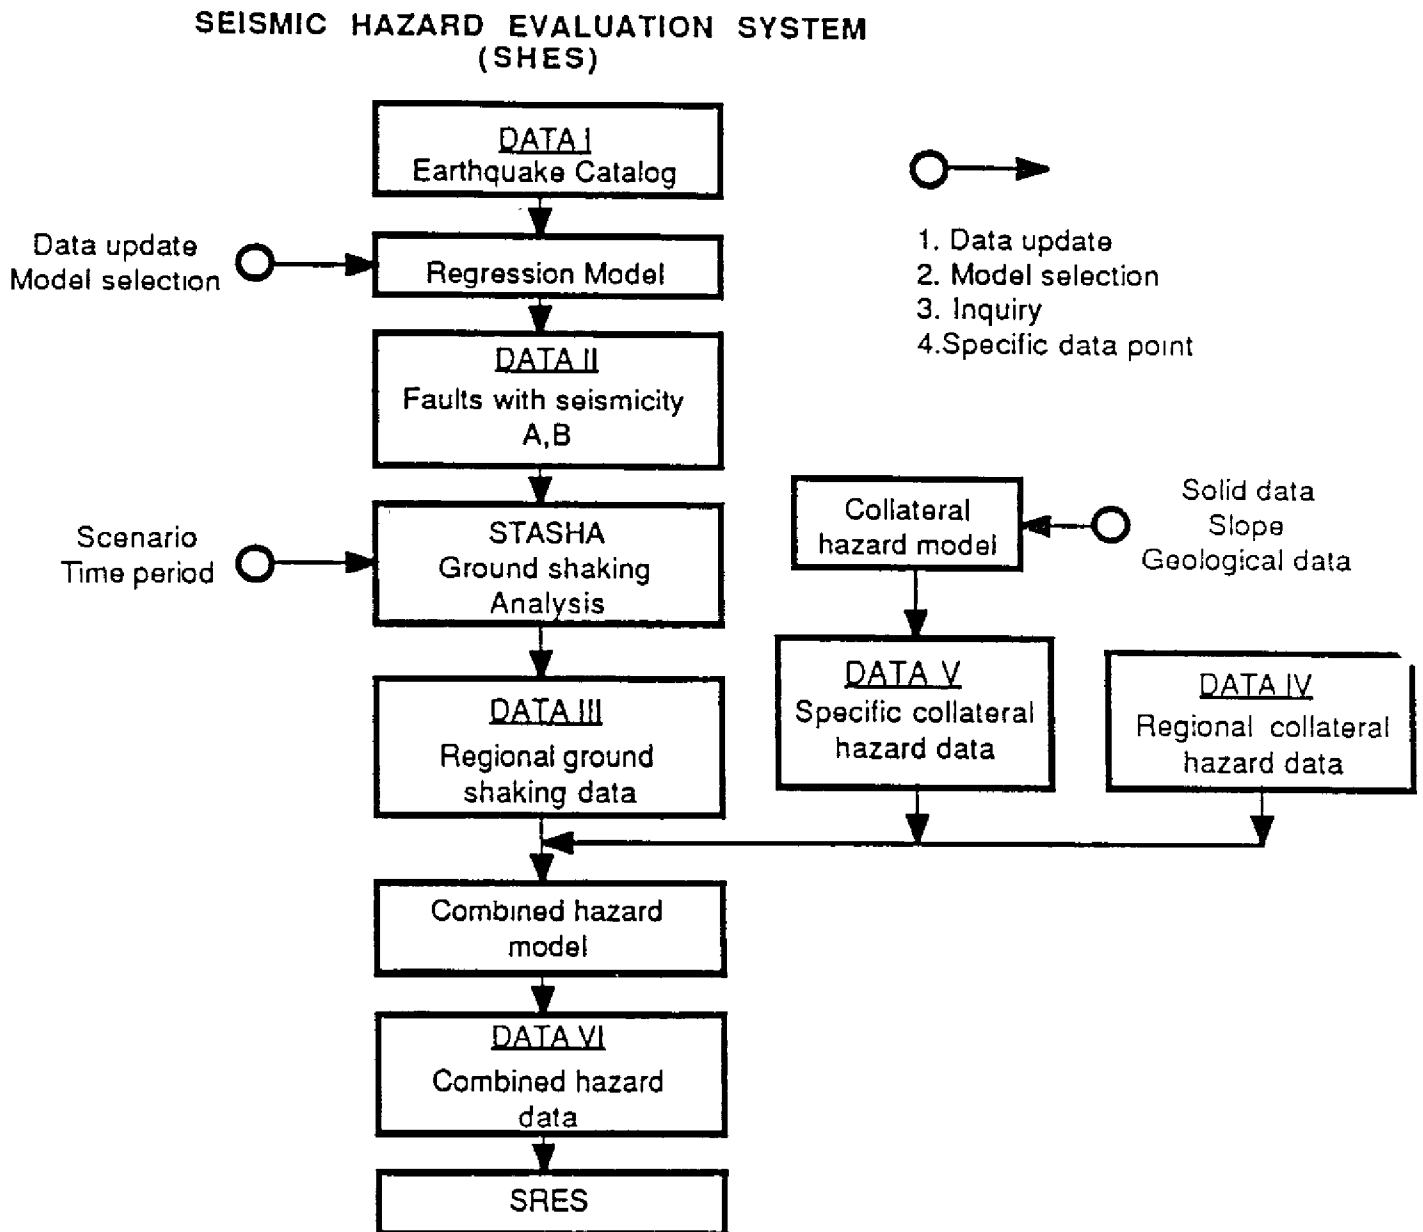 SEISMIC HAZARD EVALUATION SYSTEM
(SHES)
DATA I
Earthquake Catalog
Data update
Model selection
Regression Model
1. Data update
2. Model selection
3. Inquiry
4.Specific data point
DATA II
Faults with seismicity
A,B
Scenario
Time period
STASHA
Ground shaking
Analysis
Collateral
hazard model
Solid data
Slope
Geological data
DATA III
Regional ground
shaking data
DATA V
Specific collateral
hazard data
DATA IV
Regional collateral
hazard data
Combined hazard
model
DATA VI
Combined hazard
data
SRES